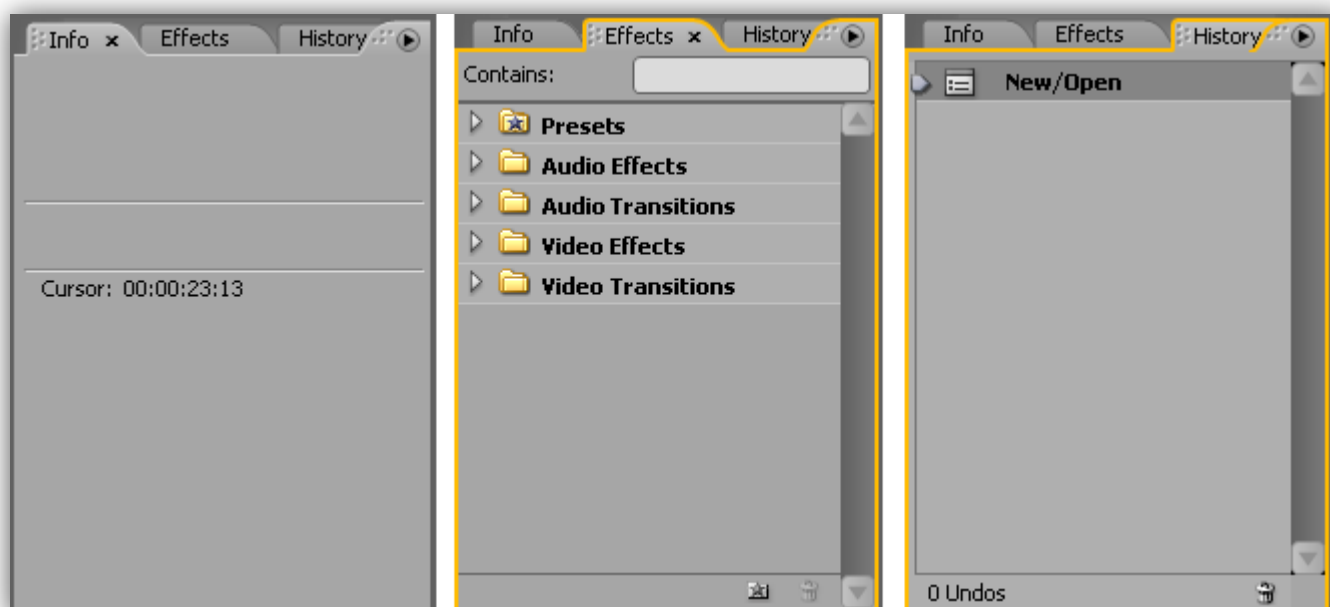 Info x Effects History
Cursor: 00:00:23:13
Info Effects x History
Contains:
Presets
Audio Effects
Audio Transitions
Video Effects
Video Transitions
Info Effects History
New/Open
0 Undos